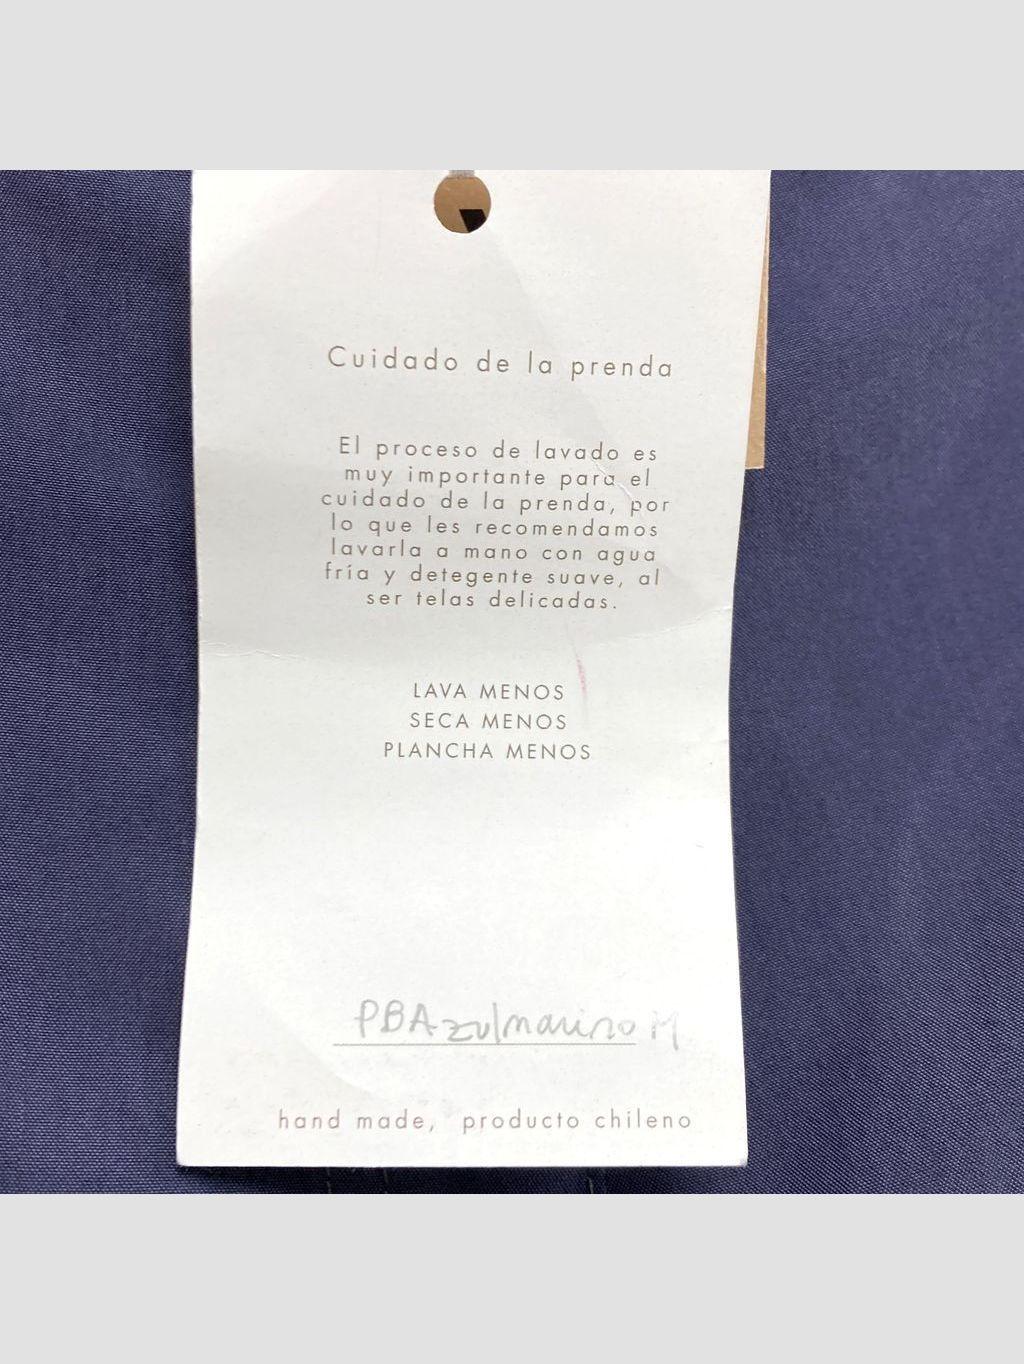 Cuidado de la prenda
El proceso de lavado es
muy importante para el
cuidado de la prenda, por
lo que les recomendamos
lavarla a mano con agua
fría y detegente suave, al
ser telas delicadas.
LAVA MENOS
SECA MENOS
PLANCHA MENOS
PBAzulmarino M
hand made, producto chileno